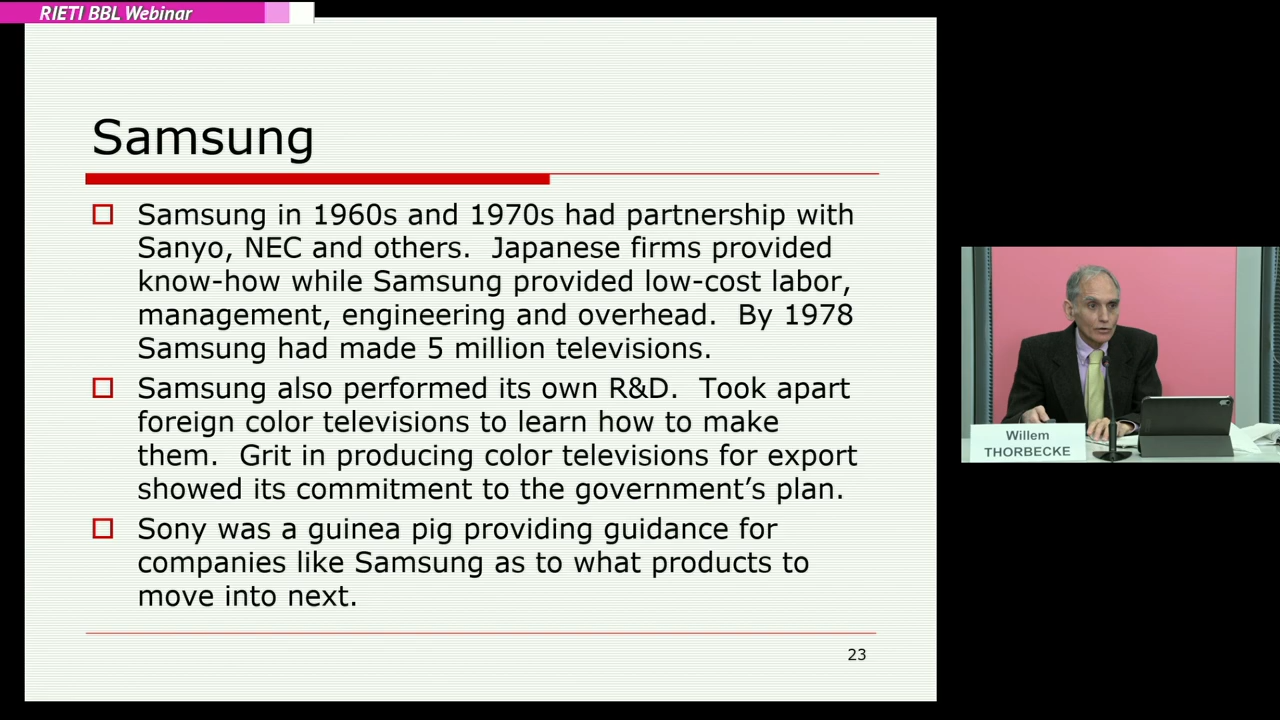 RIETI BBL Webinar
Samsung
Samsung in 1960s and 1970s had partnership with
Sanyo, NEC and others.  Japanese firms provided
know-how while Samsung provided low-cost labor,
management, engineering and overhead.  By 1978
Samsung had made 5 million televisions.
Samsung also performed its own R&D.  Took apart
foreign color televisions to learn how to make
them.  Grit in producing color televisions for export
showed its commitment to the government’s plan.
Sony was a guinea pig providing guidance for
companies like Samsung as to what products to
move into next.
23
Willem
THORBECKE